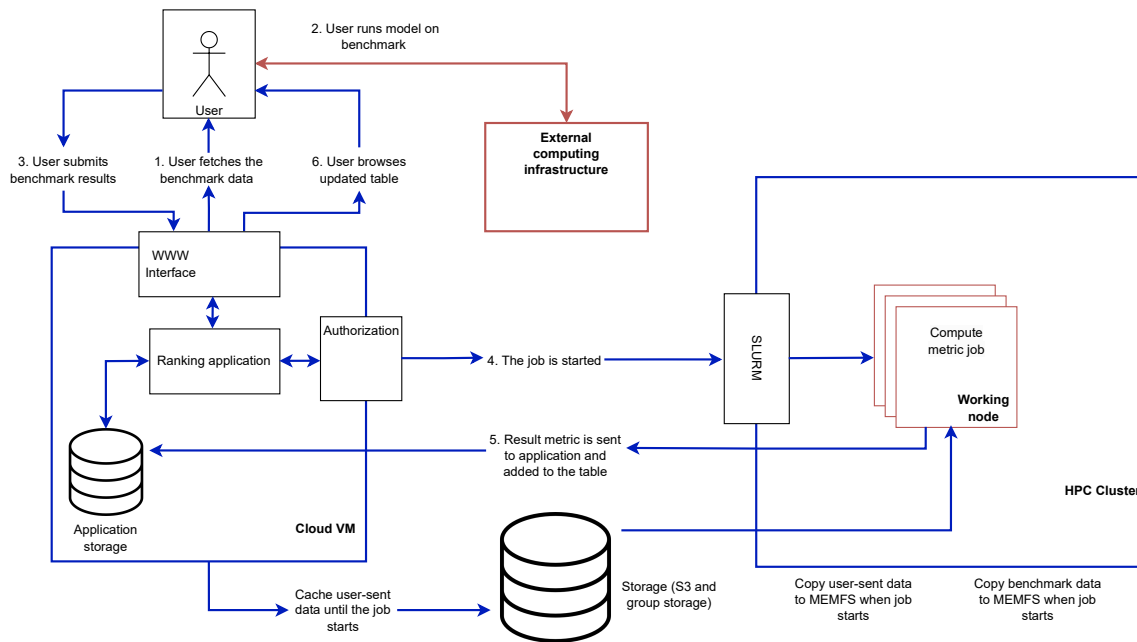 2. User runs model on
benchmark
User
3. User submits
benchmark results
1. User fetches the
benchmark data
6. User browses
updated table
External
computing
infrastructure
WWW
Interface
Ranking application
Authorization
4. The job is started
SLURM
Compute
metric job
Working
node
5. Result metric is sent
to application and
added to the table
HPC Cluster
Application
storage
Cloud VM
Cache user-sent
data until the job
starts
Storage (S3 and
group storage)
Copy user-sent data
to MEMFS when job
starts
Copy benchmark data
to MEMFS when job
starts